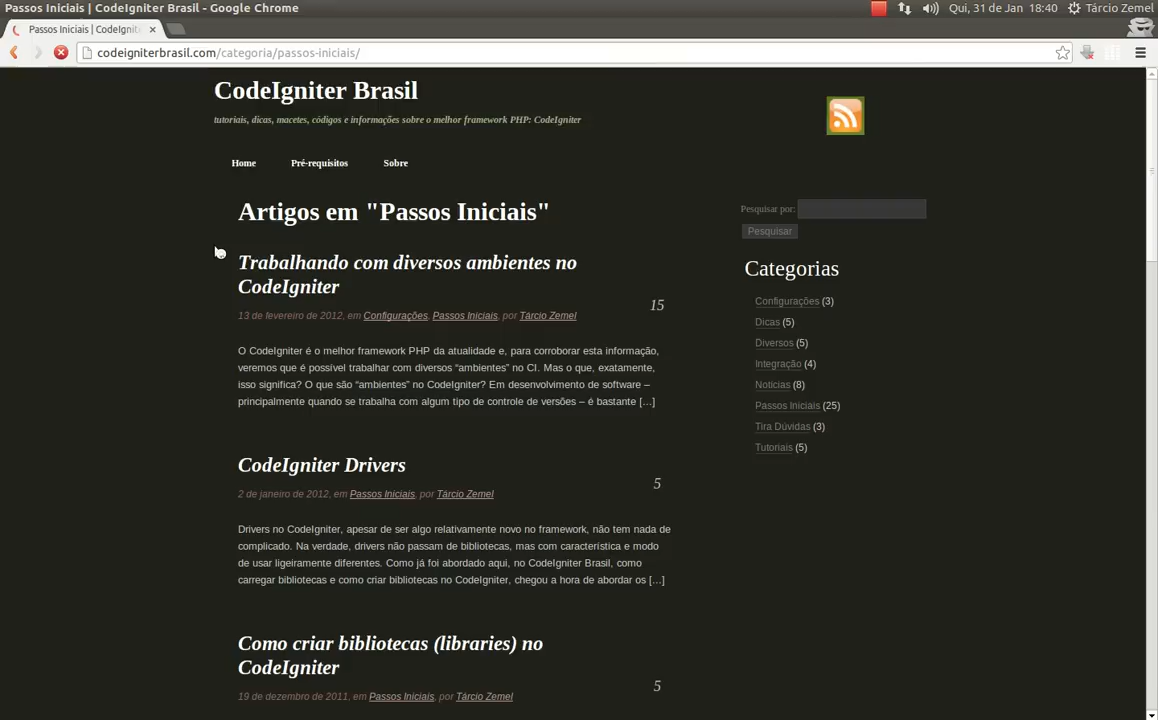 Passos Iniciais | CodeIgniter Brasil - Google Chrome
Qui, 31 de Jan 18:40 Tárcio Zemel
Passos Iniciais | CodeIgnit
codeigniterbrasil.com/categoria/passos-iniciais/
CodeIgniter Brasil
tutoriais, dicas, macetes, códigos e informações sobre o melhor framework PHP: CodeIgniter
Home Pré-requisitos Sobre
Artigos em "Passos Iniciais"
Trabalhando com diversos ambientes no
CodeIgniter
15
13 de fevereiro de 2012, em Configurações, Passos Iniciais, por Tárcio Zemel
O CodeIgniter é o melhor framework PHP da atualidade e, para corroborar esta informação,
veremos que é possível trabalhar com diversos “ambientes” no CI. Mas o que, exatamente,
isso significa? O que são “ambientes” no CodeIgniter? Em desenvolvimento de software –
principalmente quando se trabalha com algum tipo de controle de versões – é bastante [...]
CodeIgniter Drivers
5
2 de janeiro de 2012, em Passos Iniciais, por Tárcio Zemel
Drivers no CodeIgniter, apesar de ser algo relativamente novo no framework, não tem nada de
complicado. Na verdade, drivers não passam de bibliotecas, mas com característica e modo
de usar ligeiramente diferentes. Como já foi abordado aqui, no CodeIgniter Brasil, como
carregar bibliotecas e como criar bibliotecas no CodeIgniter, chegou a hora de abordar os [...]
Como criar bibliotecas (libraries) no
CodeIgniter
5
19 de dezembro de 2011, em Passos Iniciais, por Tárcio Zemel
Pesquisar por:
Pesquisar
Categorias
Configurações (3)
Dicas (5)
Diversos (5)
Integração (4)
Noticias (8)
Passos Iniciais (25)
Tira Dúvidas (3)
Tutoriais (5)